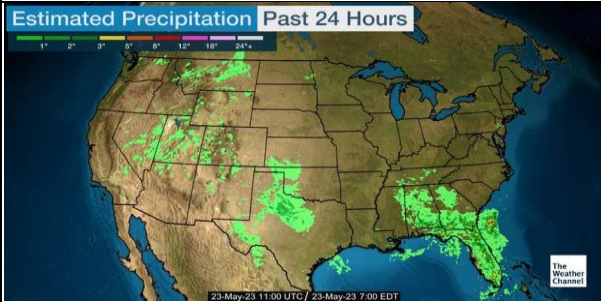 Estimated Precipitation Past 24 Hours
1" 2" 3" 5" 8" 12" 18" 24"+
The
Weather
Channel
23-May-23 11:00 UTC / 23-May-23 7:00 EDT